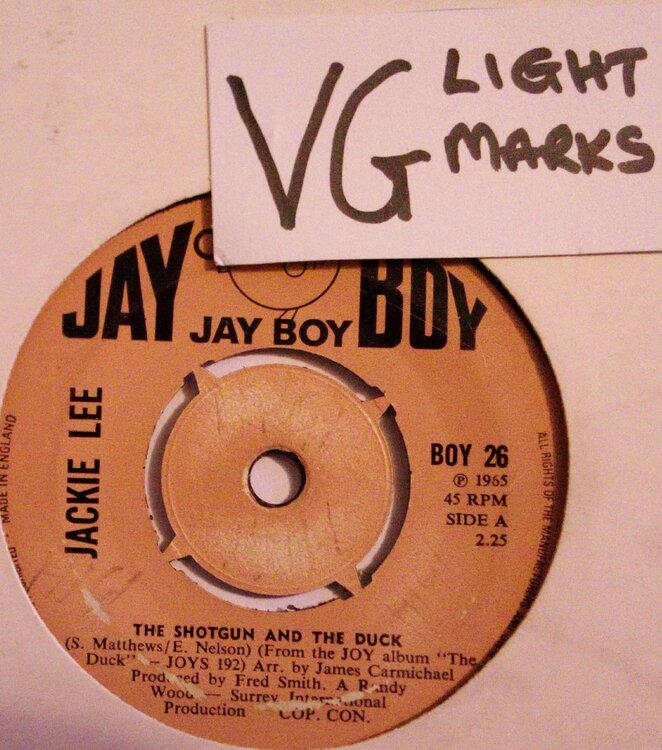 VG LIGHT
MARKS
JAY BOY
JAY BOY
JACKIE LEE
MADE IN ENGLAND
BOY 26
℗ 1965
45 RPM
SIDE A
2.25
ALL RIGHTS OF THE
THE SHOTGUN AND THE DUCK
(S. Matthews/E. Nelson) (From the JOY album "The
Duck" – JOYS 192) Arr. by James Carmichael
Produced by Fred Smith. A Randy
Wood — Surrey International
Production COP. CON.